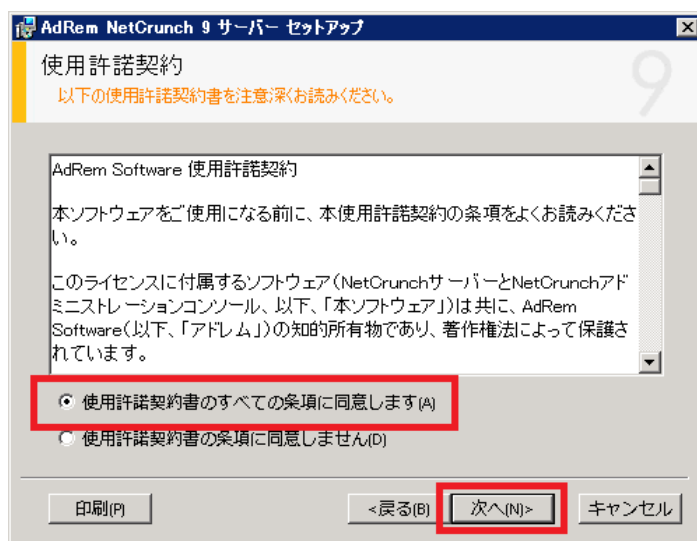 AdRem NetCrunch 9 サーバー セットアップ
使用許諾契約
以下の使用許諾契約書を注意深くお読みください。
9
AdRem Software 使用許諾契約
本ソフトウェアをご使用になる前に、本使用許諾契約の条項をよくお読みくださ
い。
このライセンスに付属するソフトウェア(NetCrunchサーバーとNetCrunchアド
ミニストレーションコンソール、以下、「本ソフトウェア」)は共に、AdRem
Software(以下、「アドレム」)の知的所有物であり、著作権法によって保護さ
れています。
使用許諾契約書のすべての条項に同意します(A)
使用許諾契約書の条項に同意しません(D)
印刷(P) <戻る(B) 次へ(N)> キャンセル